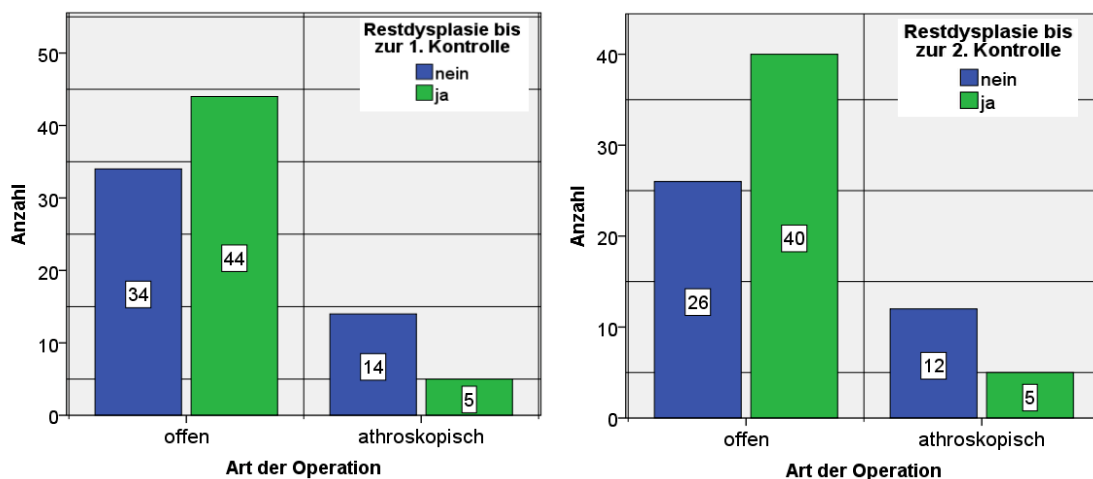 Restdysplasie bis
zur 1. Kontrolle
nein
ja
Anzahl
50
40
30
20
10
0
34
44
14
5
offen
athroskopisch
Art der Operation
Restdysplasie bis
zur 2. Kontrolle
nein
ja
Anzahl
40
30
20
10
0
26
40
12
5
offen
athroskopisch
Art der Operation